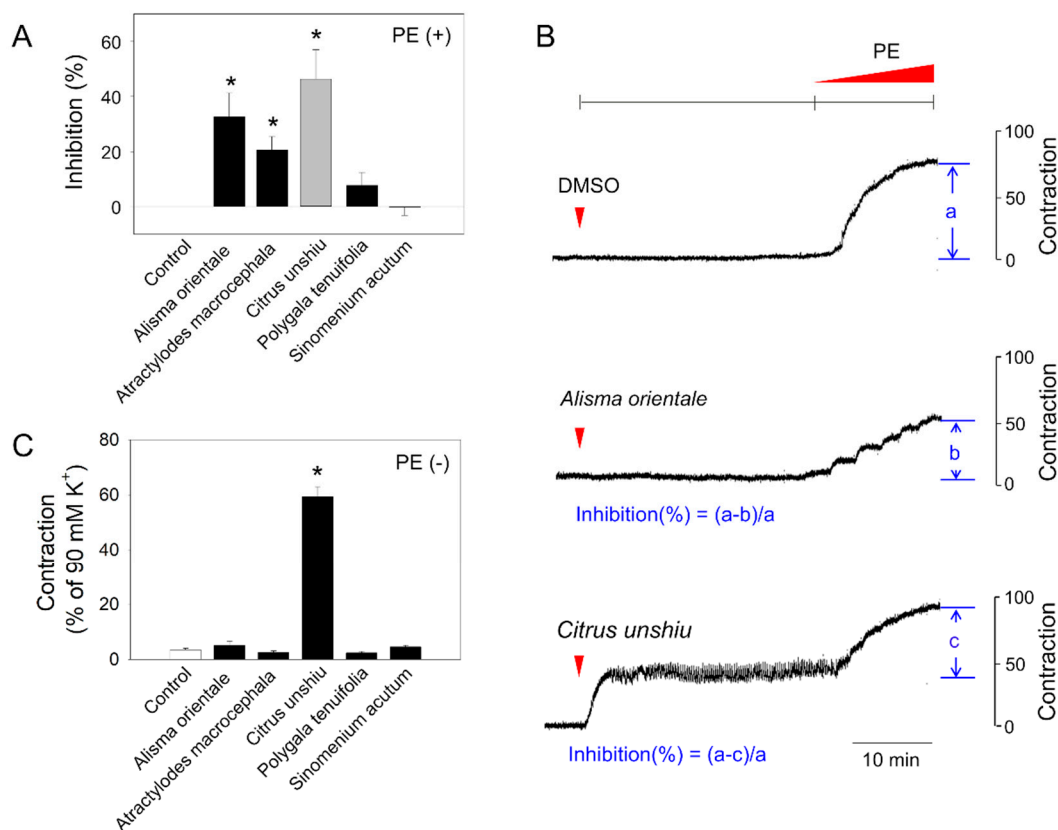 A
PE (+)
Inhibition (%)
60
40
20
0
Control
Alisma orientale
Atractylodes macrocephala
Citrus unshiu
Polygala tenuifolia
Sinomenium acutum
*
*
*
B
PE
DMSO
100
50
0
Contraction
a
Alisma orientale
100
50
0
Contraction
b
Inhibition(%) = (a-b)/a
Citrus unshiu
100
50
0
Contraction
c
Inhibition(%) = (a-c)/a
10 min
C
PE (-)
Contraction
(% of 90 mM K⁺)
80
60
40
20
0
*
Control
Alisma orientale
Atractylodes macrocephala
Citrus unshiu
Polygala tenuifolia
Sinomenium acutum